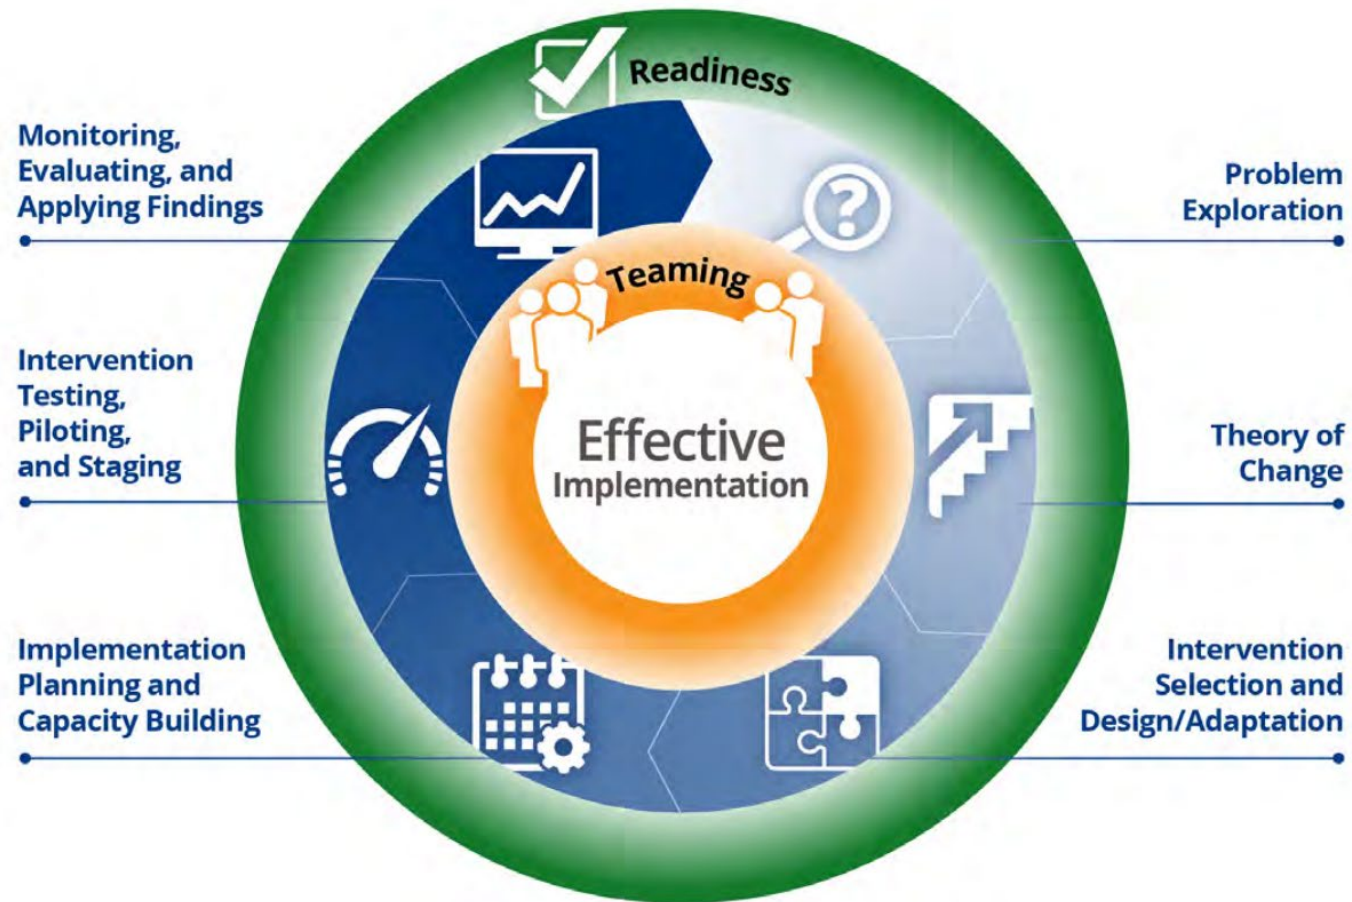 Readiness
Monitoring,
Evaluating, and
Applying Findings
Problem
Exploration
Teaming
Intervention
Testing,
Piloting,
and Staging
Effective
Implementation
Theory of
Change
Implementation
Planning and
Capacity Building
Intervention
Selection and
Design/Adaptation
?